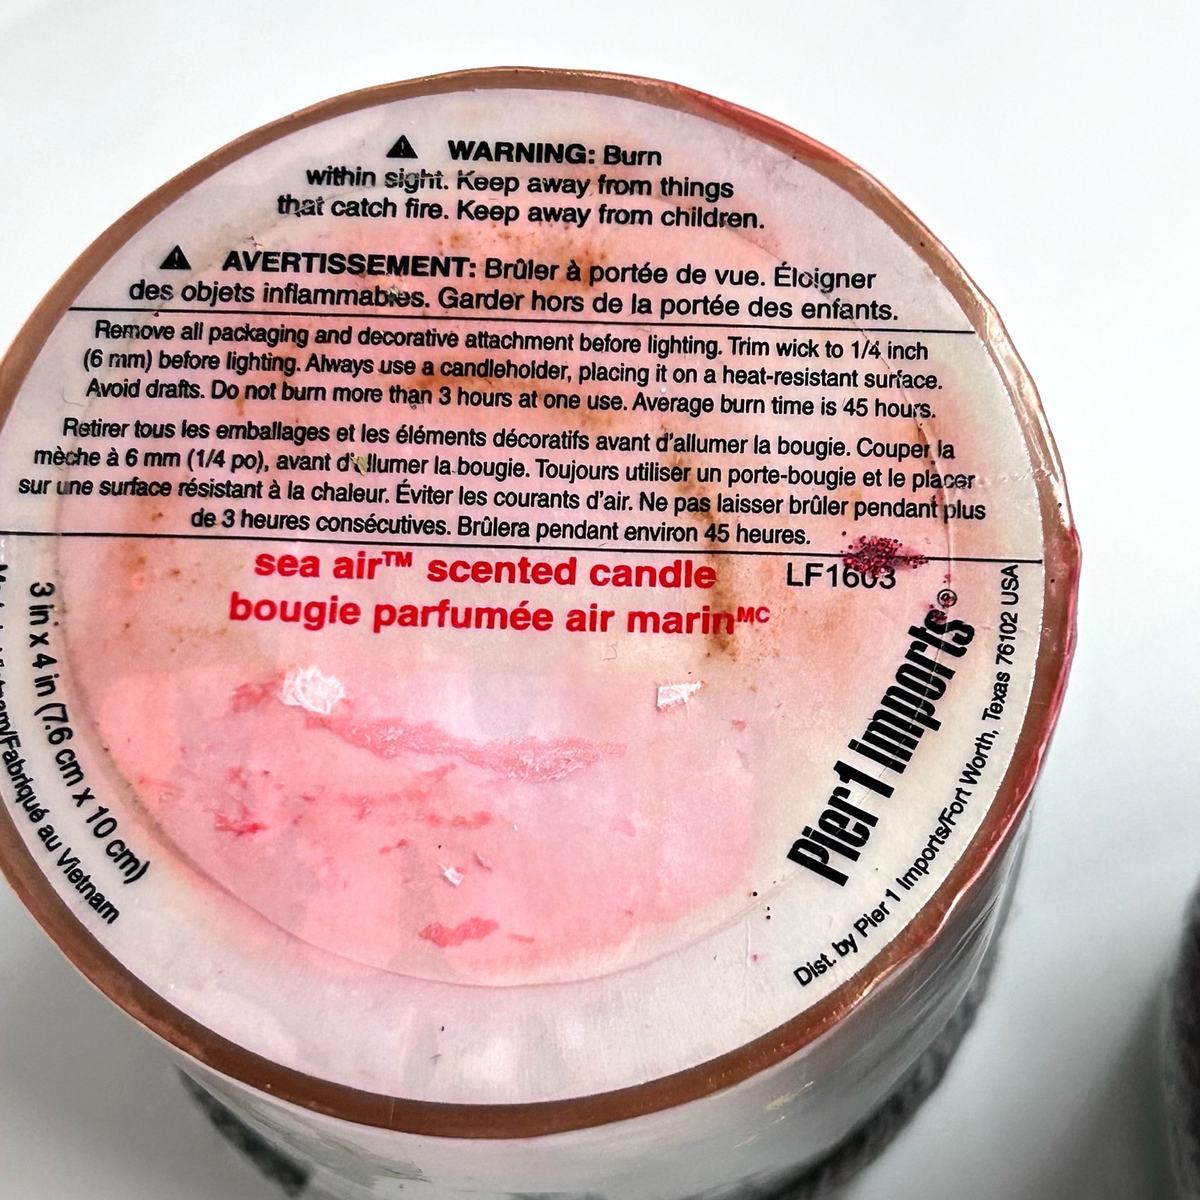 ⚠ WARNING: Burn
within sight. Keep away from things
that catch fire. Keep away from children.
⚠ AVERTISSEMENT: Brûler à portée de vue. Éloigner
des objets inflammables. Garder hors de la portée des enfants.
Remove all packaging and decorative attachment before lighting. Trim wick to 1/4 inch
(6 mm) before lighting. Always use a candleholder, placing it on a heat-resistant surface.
Avoid drafts. Do not burn more than 3 hours at one use. Average burn time is 45 hours.
Retirer tous les emballages et les éléments décoratifs avant d'allumer la bougie. Couper la
mèche à 6 mm (1/4 po), avant d'allumer la bougie. Toujours utiliser un porte-bougie et le placer
sur une surface résistant à la chaleur. Éviter les courants d'air. Ne pas laisser brûler pendant plus
de 3 heures consécutives. Brûlera pendant environ 45 heures.
sea air™ scented candle
bougie parfumée air marinᴹᶜ
LF1603
3 in x 4 in (7.6 cm x 10 cm)
Vietnam/Fabriqué au Vietnam
Pier 1 Imports®
Dist. by Pier 1 Imports/Fort Worth, Texas 76102 USA